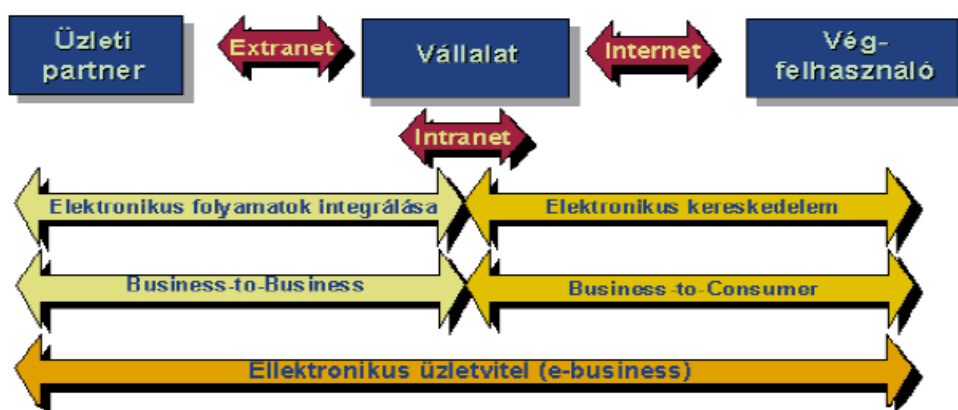 Üzleti
partner
Extranet
Vállalat
Internet
Vég-
felhasználó
Intranet
Elektronikus folyamatok integrálása
Elektronikus kereskedelem
Business-to-Business
Business-to-Consumer
Ellektronikus üzletvitel (e-business)